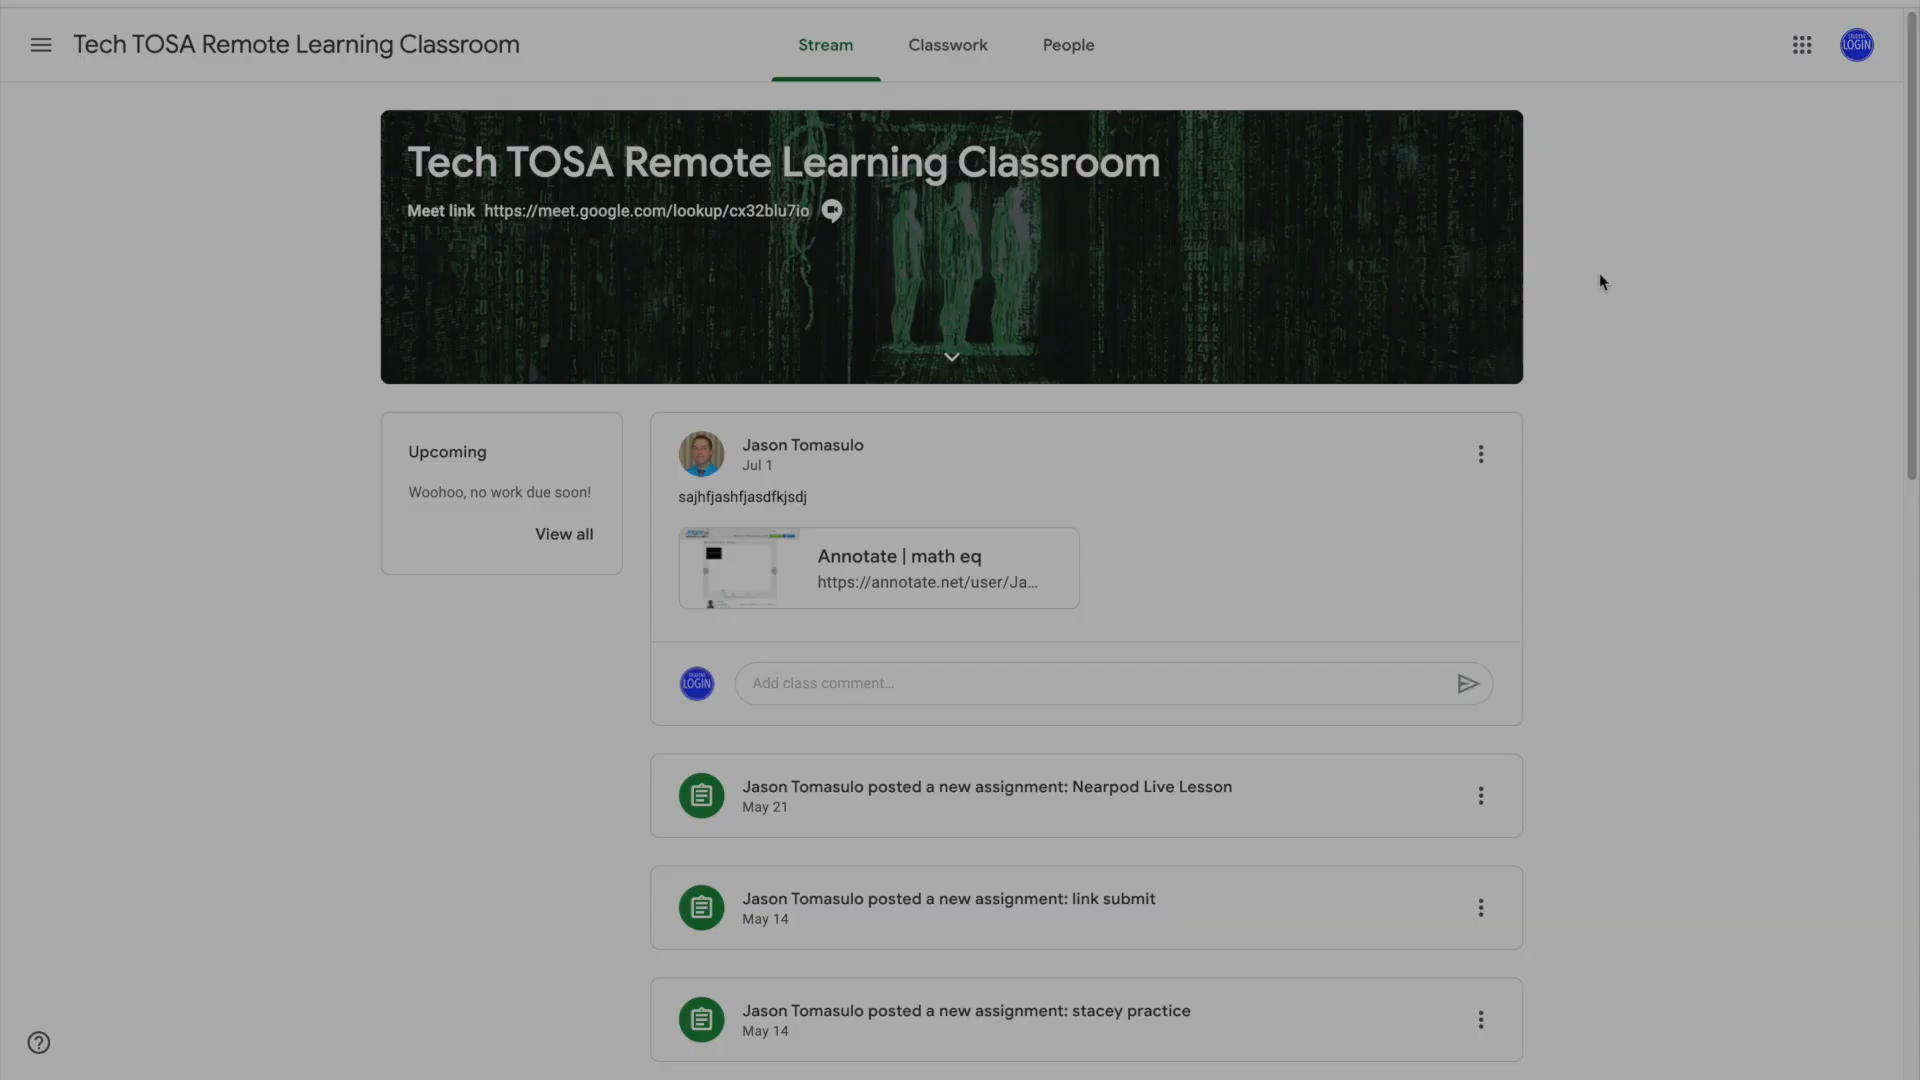 Tech TOSA Remote Learning Classroom
Stream
Classwork
People
LOGIN
Tech TOSA Remote Learning Classroom
Meet link https://meet.google.com/lookup/cx32blu7io
Upcoming
Woohoo, no work due soon!
View all
Jason Tomasulo
Jul 1
sajhfjashfjasdfkjsdj
Annotate | math eq
https://annotate.net/user/Ja...
LOGIN
Add class comment...
Jason Tomasulo posted a new assignment: Nearpod Live Lesson
May 21
Jason Tomasulo posted a new assignment: link submit
May 14
Jason Tomasulo posted a new assignment: stacey practice
May 14